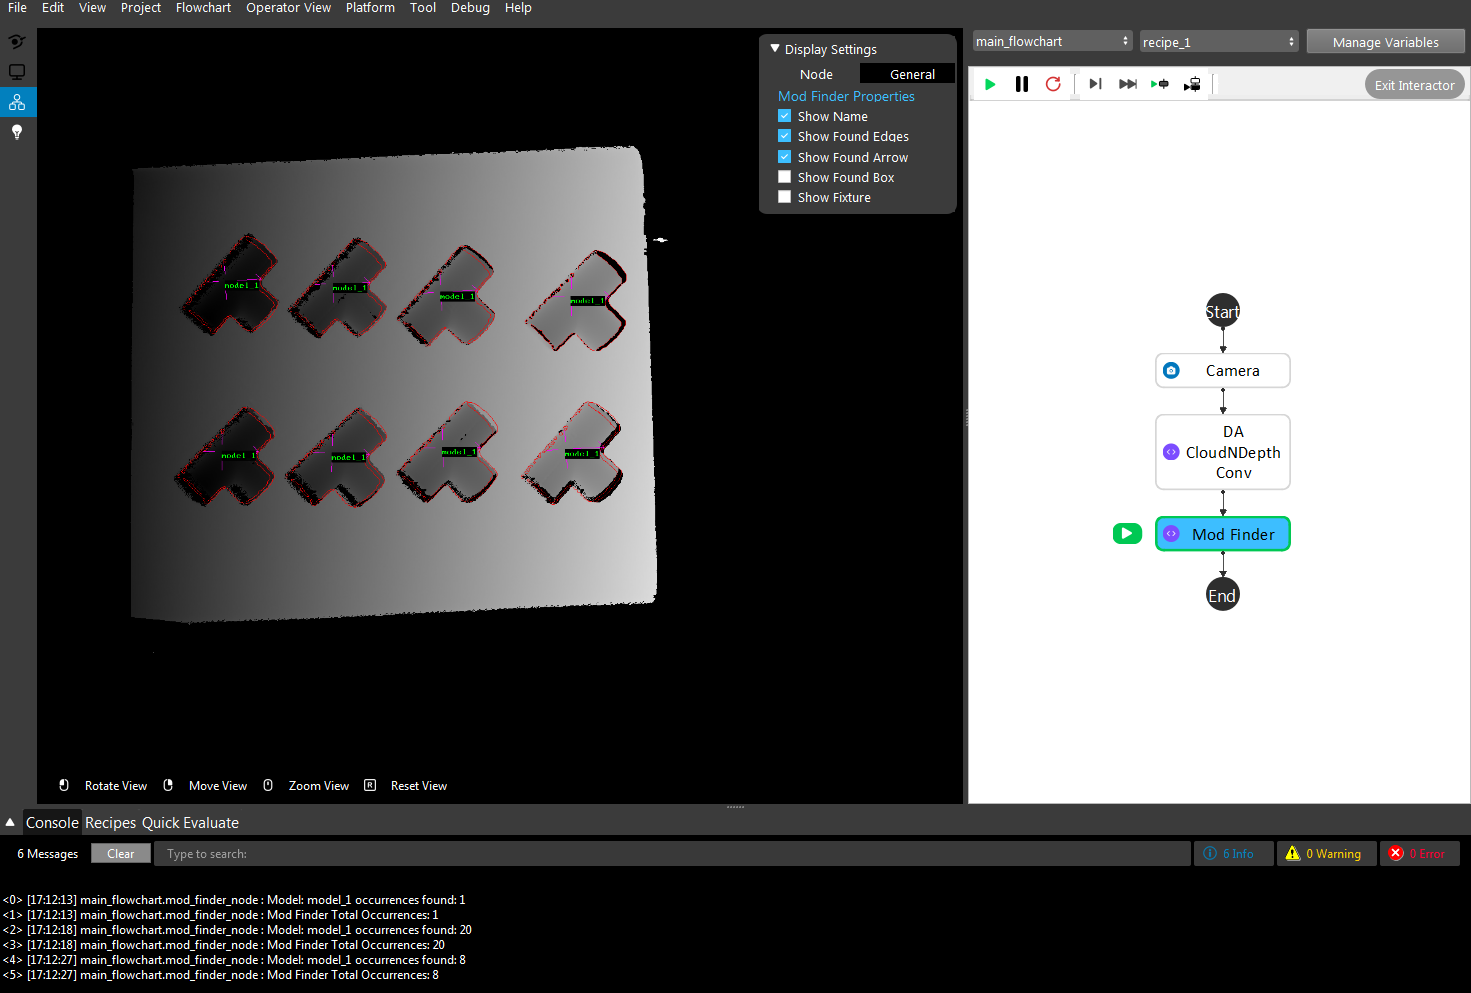 File Edit View Project Flowchart Operator View Platform Tool Debug Help
Display Settings
Node General
Mod Finder Properties
Show Name
Show Found Edges
Show Found Arrow
Show Found Box
Show Fixture
model_1 model_1 model_1 model_1
model_1 model_1 model_1 model_1
Rotate View Move View Zoom View R Reset View
main_flowchart recipe_1 Manage Variables
Exit Interactor
Start
Camera
DA
CloudNDepth
Conv
Mod Finder
End
Console Recipes Quick Evaluate
6 Messages Clear Type to search: 6 Info 0 Warning 0 Error
<0> [17:12:13] main_flowchart.mod_finder_node : Model: model_1 occurrences found: 1
<1> [17:12:13] main_flowchart.mod_finder_node : Mod Finder Total Occurrences: 1
<2> [17:12:18] main_flowchart.mod_finder_node : Model: model_1 occurrences found: 20
<3> [17:12:18] main_flowchart.mod_finder_node : Mod Finder Total Occurrences: 20
<4> [17:12:27] main_flowchart.mod_finder_node : Model: model_1 occurrences found: 8
<5> [17:12:27] main_flowchart.mod_finder_node : Mod Finder Total Occurrences: 8